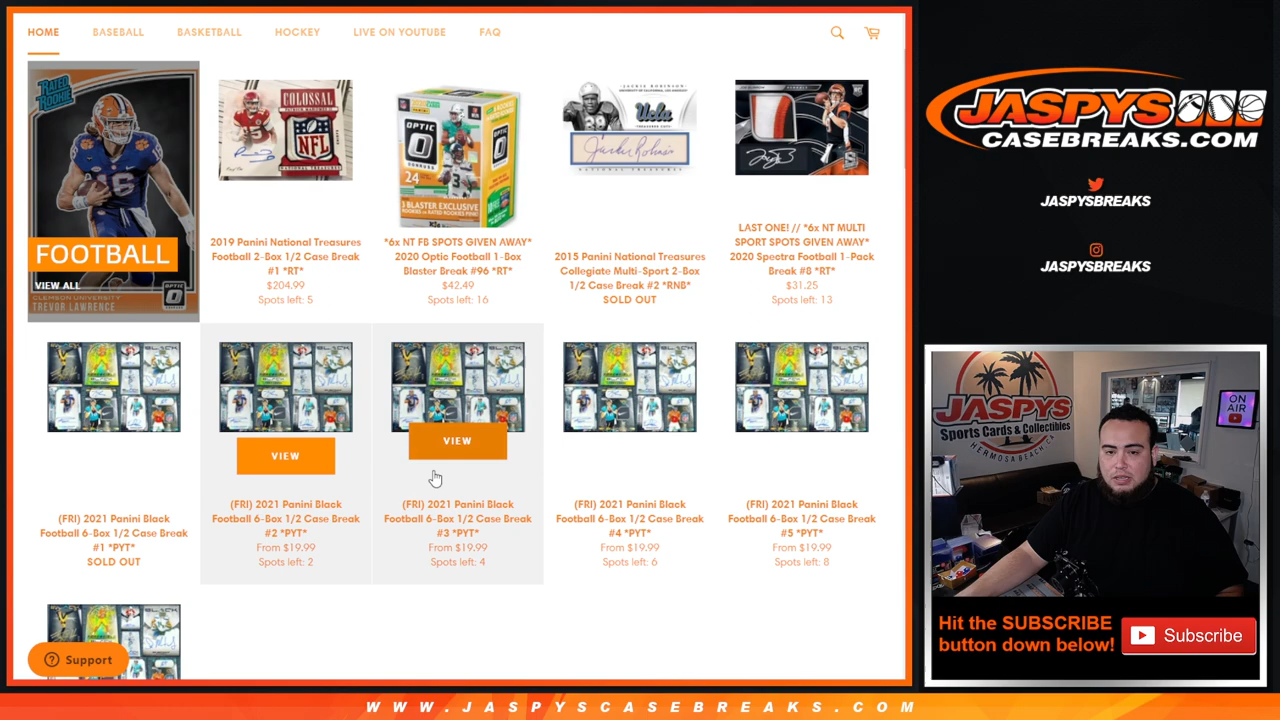 HOME BASEBALL BASKETBALL HOCKEY LIVE ON YOUTUBE FAQ
RATED ROOKIE
FOOTBALL
VIEW ALL
CLEMSON UNIVERSITY
TREVOR LAWRENCE
COLOSSAL
NFL
NATIONAL TREASURES
2019 Panini National Treasures
Football 2-Box 1/2 Case Break
#1 *RT*
$204.99
Spots left: 5
OPTIC
24
*6x NT FB SPOTS GIVEN AWAY*
2020 Optic Football 1-Box
Blaster Break #96 *RT*
$42.49
Spots left: 16
JACKIE ROBINSON
Ucla
NATIONAL TREASURES
2015 Panini National Treasures
Collegiate Multi-Sport 2-Box
1/2 Case Break #2 *RNB*
SOLD OUT
LAST ONE! // *6x NT MULTI
SPORT SPOTS GIVEN AWAY*
2020 Spectra Football 1-Pack
Break #8 *RT*
$31.25
Spots left: 13
(FRI) 2021 Panini Black
Football 6-Box 1/2 Case Break
#1 *PYT*
SOLD OUT
VIEW
(FRI) 2021 Panini Black
Football 6-Box 1/2 Case Break
#2 *PYT*
From $19.99
Spots left: 2
VIEW
(FRI) 2021 Panini Black
Football 6-Box 1/2 Case Break
#3 *PYT*
From $19.99
Spots left: 4
(FRI) 2021 Panini Black
Football 6-Box 1/2 Case Break
#4 *PYT*
From $19.99
Spots left: 6
(FRI) 2021 Panini Black
Football 6-Box 1/2 Case Break
#5 *PYT*
From $19.99
Spots left: 8
Support
JASPYS
CASEBREAKS.COM
JASPYSBREAKS
JASPYSBREAKS
JASPYS
Sports Cards & Collectibles
HERMOSA BEACH, CA
ON AIR
Hit the SUBSCRIBE
button down below!
Subscribe
WWW.JASPYSCASEBREAKS.COM